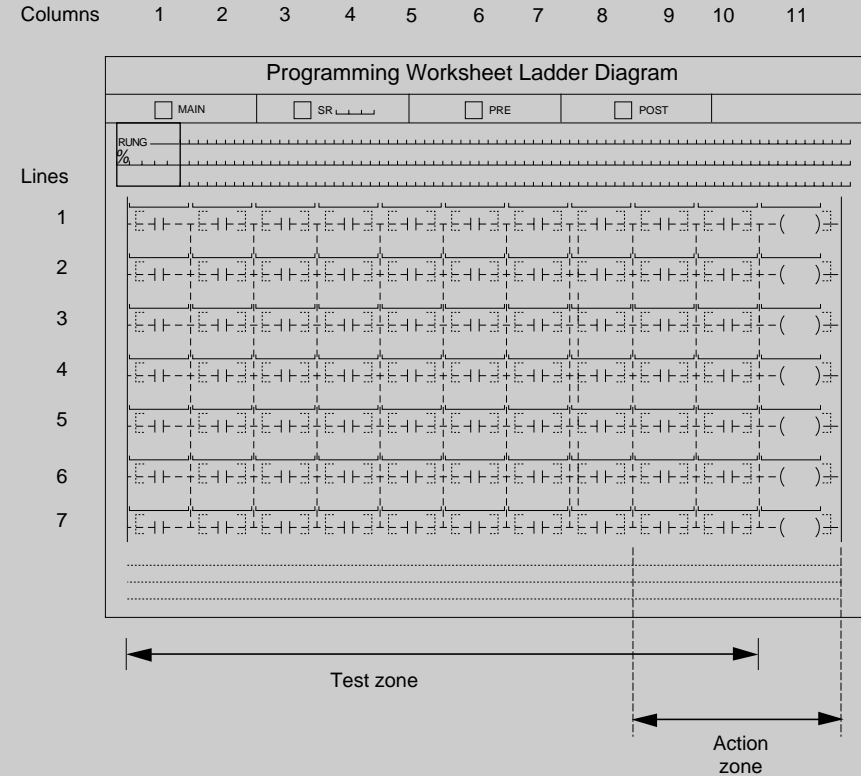 Columns 1 2 3 4 5 6 7 8 9 10 11
Programming Worksheet Ladder Diagram
MAIN SR PRE POST
RUNG
%
Lines
1
2
3
4
5
6
7
Test zone
Action
zone